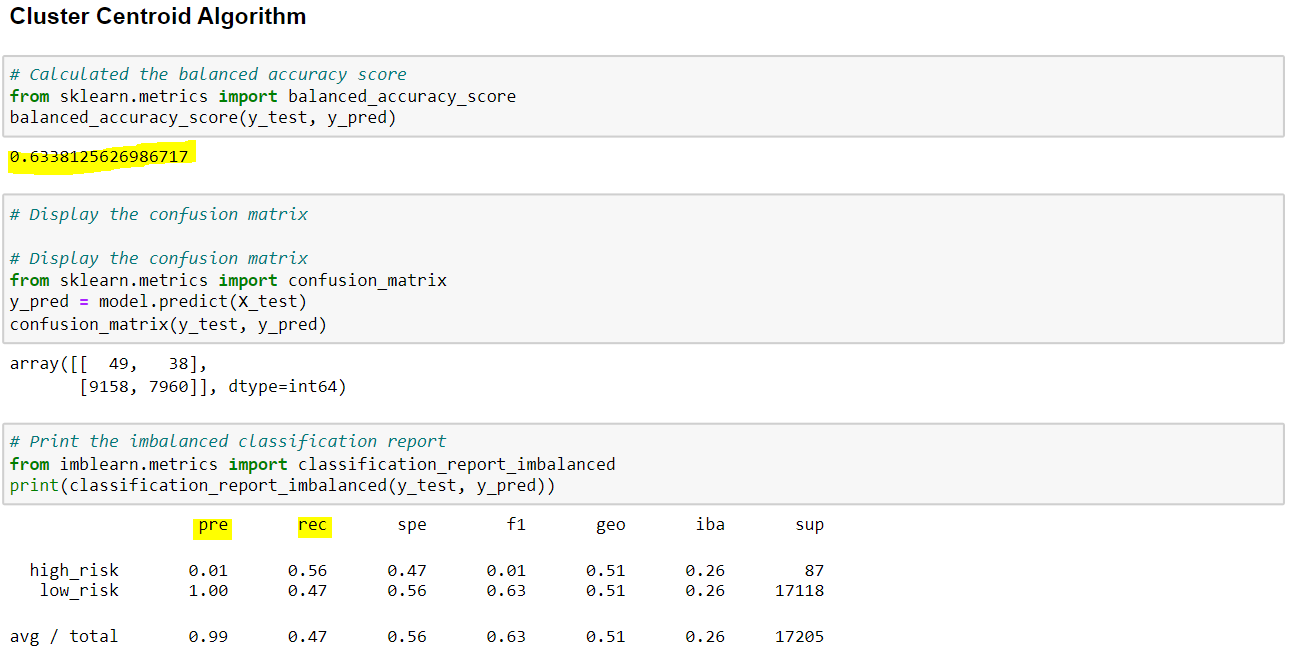 Cluster Centroid Algorithm
# Calculated the balanced accuracy score
from sklearn.metrics import balanced_accuracy_score
balanced_accuracy_score(y_test, y_pred)
0.6338125626986717
# Display the confusion matrix
# Display the confusion matrix
from sklearn.metrics import confusion_matrix
y_pred = model.predict(X_test)
confusion_matrix(y_test, y_pred)
array([[  49,   38],
       [9158, 7960]], dtype=int64)
# Print the imbalanced classification report
from imblearn.metrics import classification_report_imbalanced
print(classification_report_imbalanced(y_test, y_pred))
pre rec spe f1 geo iba sup
high_risk 0.01 0.56 0.47 0.01 0.51 0.26 87
low_risk 1.00 0.47 0.56 0.63 0.51 0.26 17118
avg / total 0.99 0.47 0.56 0.63 0.51 0.26 17205